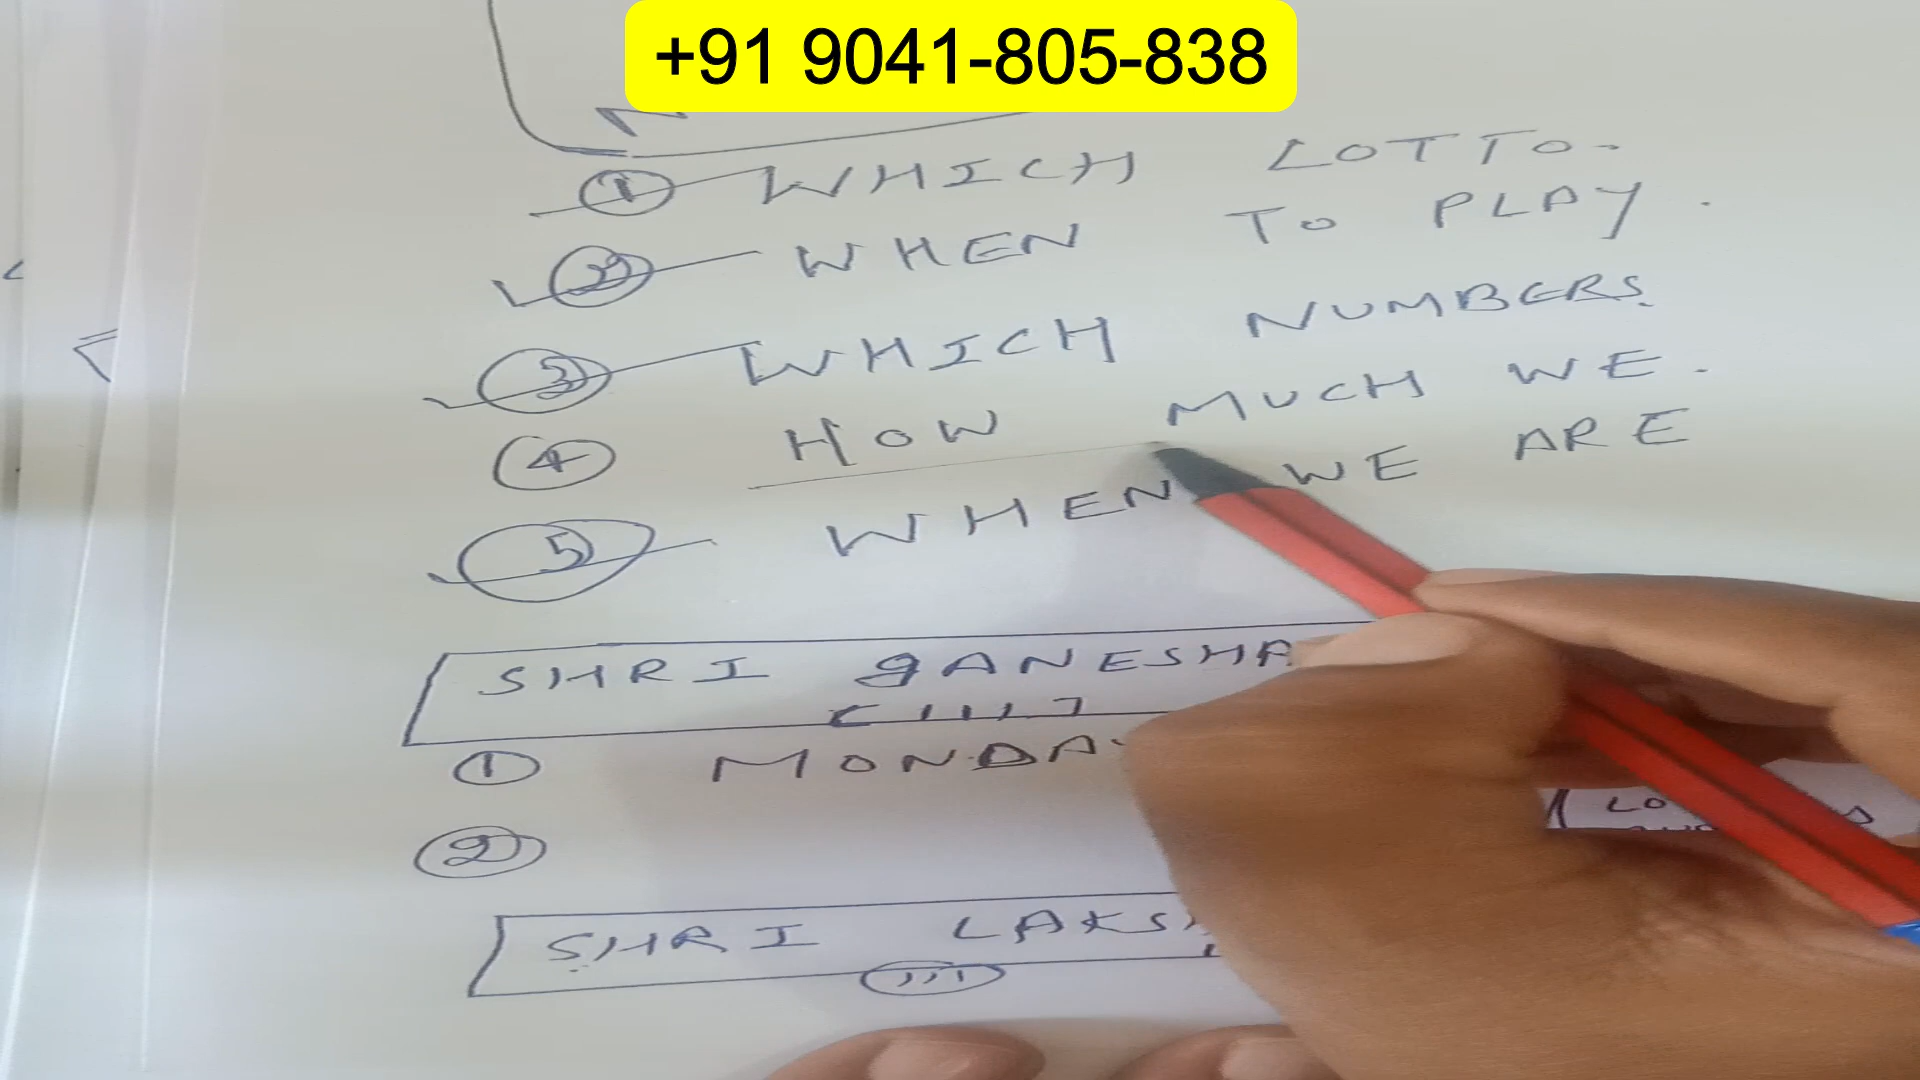 +91 9041-805-838
① WHICH LOTTO.
② WHEN TO PLAY.
③ WHICH NUMBERS.
④ HOW MUCH WE.
⑤ WHEN WE ARE
SHRI GANESHA
① MONDA
②
SHRI LAKS